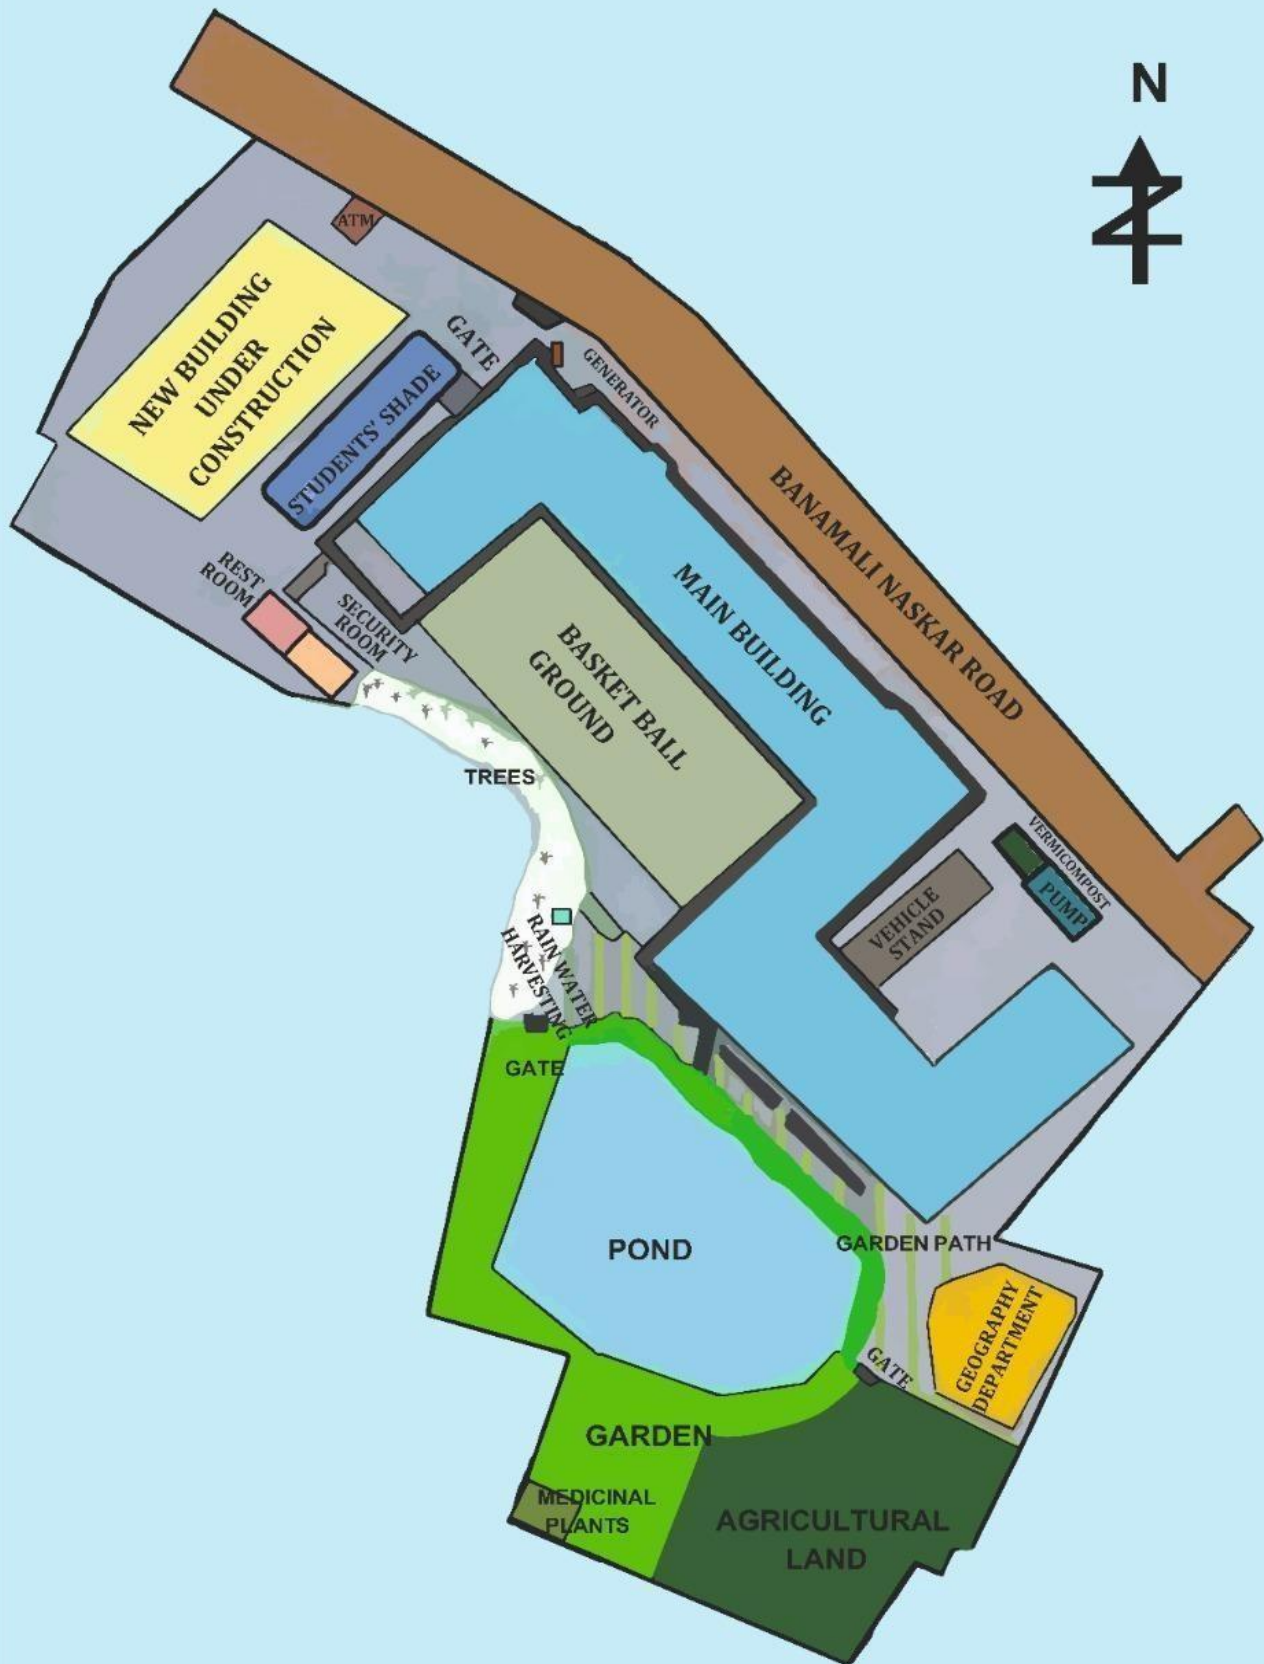 N
ATM
NEW BUILDING
UNDER
CONSTRUCTION
GATE
STUDENTS' SHADE
GENERATOR
BANAMALI NASKAR ROAD
MAIN BUILDING
REST
ROOM
SECURITY
ROOM
BASKET BALL
GROUND
TREES
VERMICOMPOST
PUMP
VEHICLE
STAND
RAIN WATER
HARVESTING
GATE
POND
GARDEN PATH
GEOGRAPHY
DEPARTMENT
GATE
GARDEN
MEDICINAL
PLANTS
AGRICULTURAL
LAND